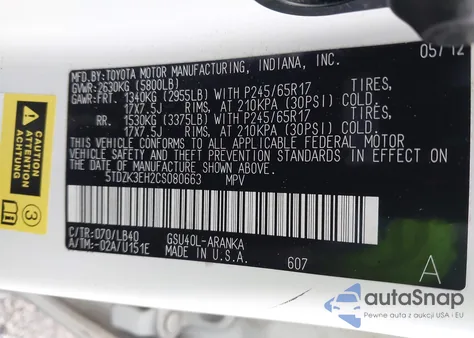 05/12
MFD. BY: TOYOTA MOTOR MANUFACTURING, INDIANA, INC.
GVWR: 2630KG (5800LB)
GAWR: FRT. 1340KG (2955LB) WITH P245/65R17 TIRES,
17X7.5J RIMS, AT 210KPA (30PSI) COLD.
RR. 1530KG (3375LB) WITH P245/65R17 TIRES,
17X7.5J RIMS, AT 210KPA (30PSI) COLD.
THIS VEHICLE CONFORMS TO ALL APPLICABLE FEDERAL MOTOR
VEHICLE SAFETY AND THEFT PREVENTION STANDARDS IN EFFECT ON
THE DATE OF MANUFACTURE SHOWN ABOVE.
5TDZK3EH2CS080663 MPV
C/TR: 070/LB40 GSU40L-ARANKA
A/TM: -02A/U151E MADE IN U.S.A. 607
A
ATTENTION
ACHTUNG
3
autoSnap
Pewne auta z USA i EU